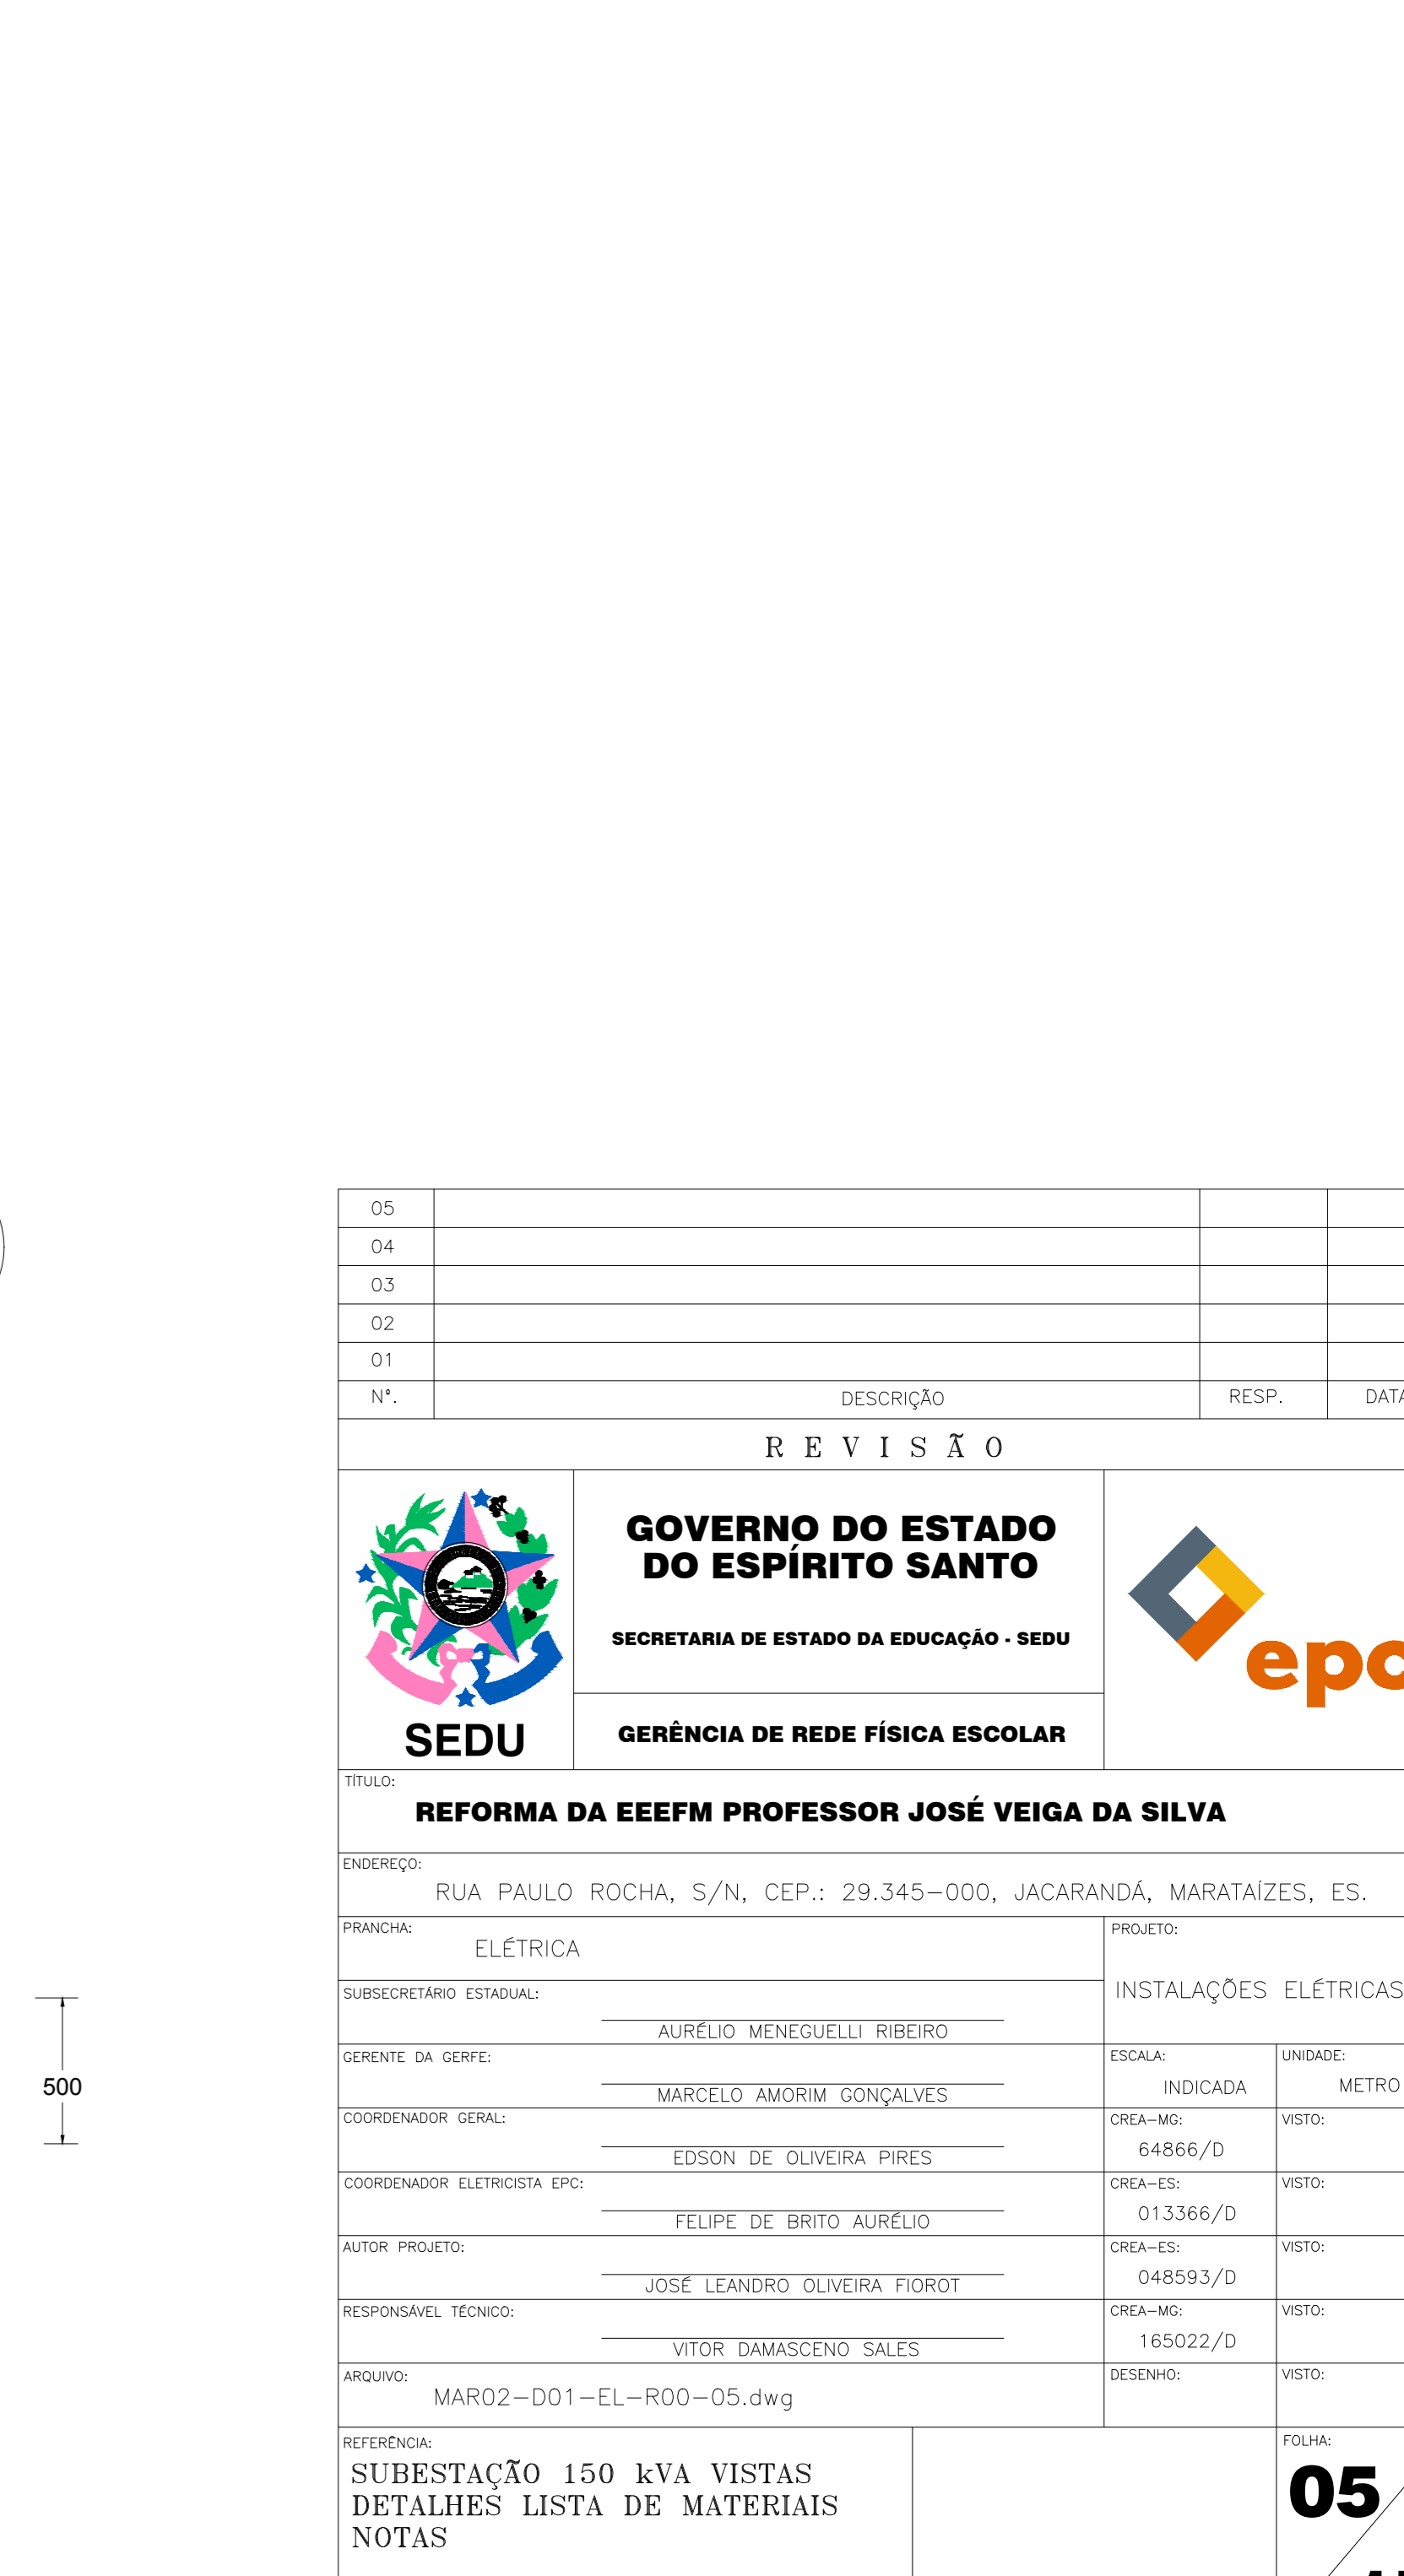 05
04
03
02
01
Nº. DESCRIÇÃO RESP.
R E V I S Ã O
GOVERNO DO ESTADO
DO ESPÍRITO SANTO
SECRETARIA DE ESTADO DA EDUCAÇÃO - SEDU
SEDU
GERÊNCIA DE REDE FÍSICA ESCOLAR
TÍTULO:
REFORMA DA EEEFM PROFESSOR JOSÉ VEIGA DA SILVA
ENDEREÇO:
RUA PAULO ROCHA, S/N, CEP.: 29.345-000, JACARANDÁ, MARATAÍZES, ES.
PRANCHA:
ELÉTRICA
PROJETO:
INSTALAÇÕES ELÉTRICAS
SUBSECRETÁRIO ESTADUAL:
AURÉLIO MENEGUELLI RIBEIRO
GERENTE DA GERFE:
MARCELO AMORIM GONÇALVES
ESCALA:
INDICADA
UNIDADE:
METRO
500
COORDENADOR GERAL:
EDSON DE OLIVEIRA PIRES
CREA-MG:
64866/D
VISTO:
COORDENADOR ELETRICISTA EPC:
FELIPE DE BRITO AURÉLIO
CREA-ES:
013366/D
VISTO:
AUTOR PROJETO:
JOSÉ LEANDRO OLIVEIRA FIOROT
CREA-ES:
048593/D
VISTO:
RESPONSÁVEL TÉCNICO:
VITOR DAMASCENO SALES
CREA-MG:
165022/D
VISTO:
ARQUIVO:
MAR02-D01-EL-R00-05.dwg
DESENHO:
VISTO:
REFERÊNCIA:
SUBESTAÇÃO 150 kVA VISTAS
DETALHES LISTA DE MATERIAIS
NOTAS
FOLHA:
05